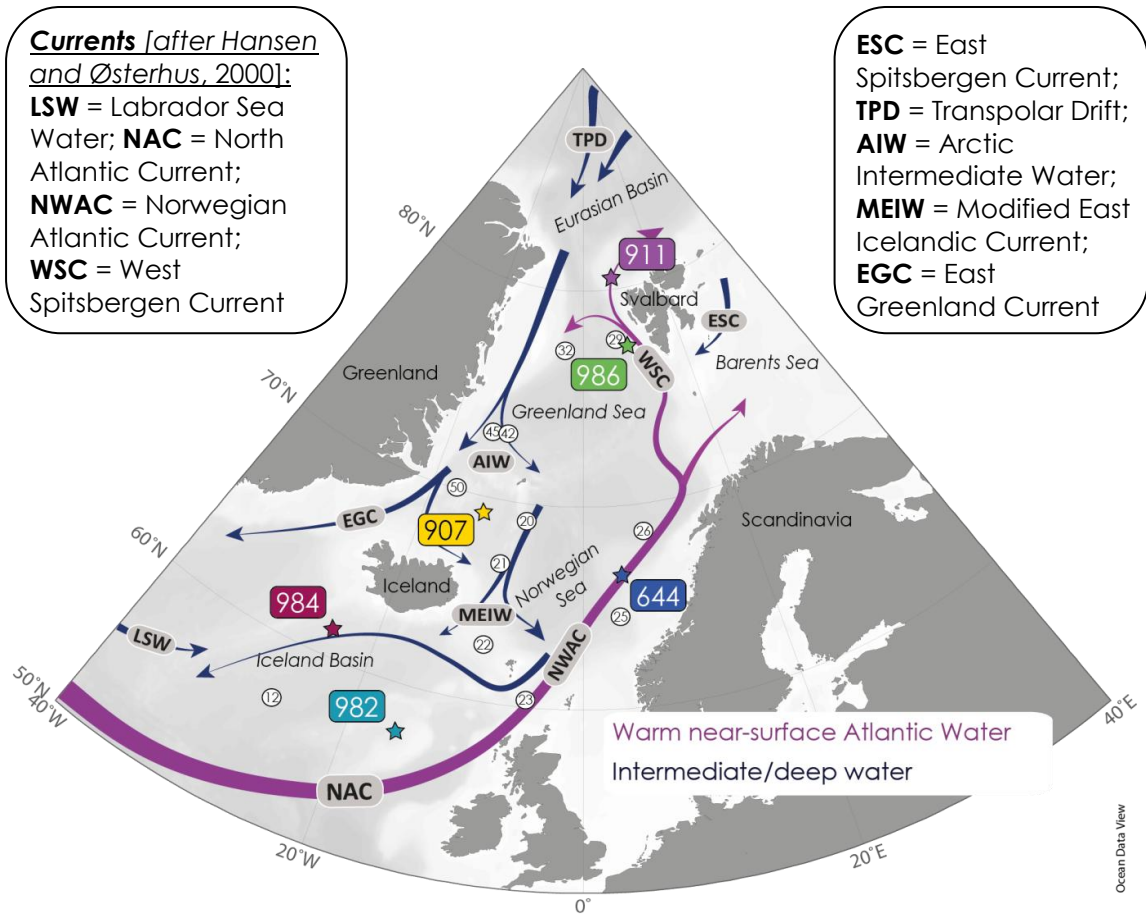 Currents [after Hansen
and Østerhus, 2000]:
LSW = Labrador Sea
Water; NAC = North
Atlantic Current;
NWAC = Norwegian
Atlantic Current;
WSC = West
Spitsbergen Current
ESC = East
Spitsbergen Current;
TPD = Transpolar Drift;
AIW = Arctic
Intermediate Water;
MEIW = Modified East
Icelandic Current;
EGC = East
Greenland Current
TPD
Eurasian Basin
80°N
911
Svalbard
ESC
29
32
986
WSC
Barents Sea
Greenland
70°N
Greenland Sea
45
42
AIW
50
EGC
907
20
26
Scandinavia
60°N
21
Iceland
Norwegian
Sea
644
984
MEIW
25
LSW
22
Iceland Basin
NWAC
50°N
40°W
12
982
23
40°E
Warm near-surface Atlantic Water
Intermediate/deep water
NAC
20°W
20°E
0°
Ocean Data View